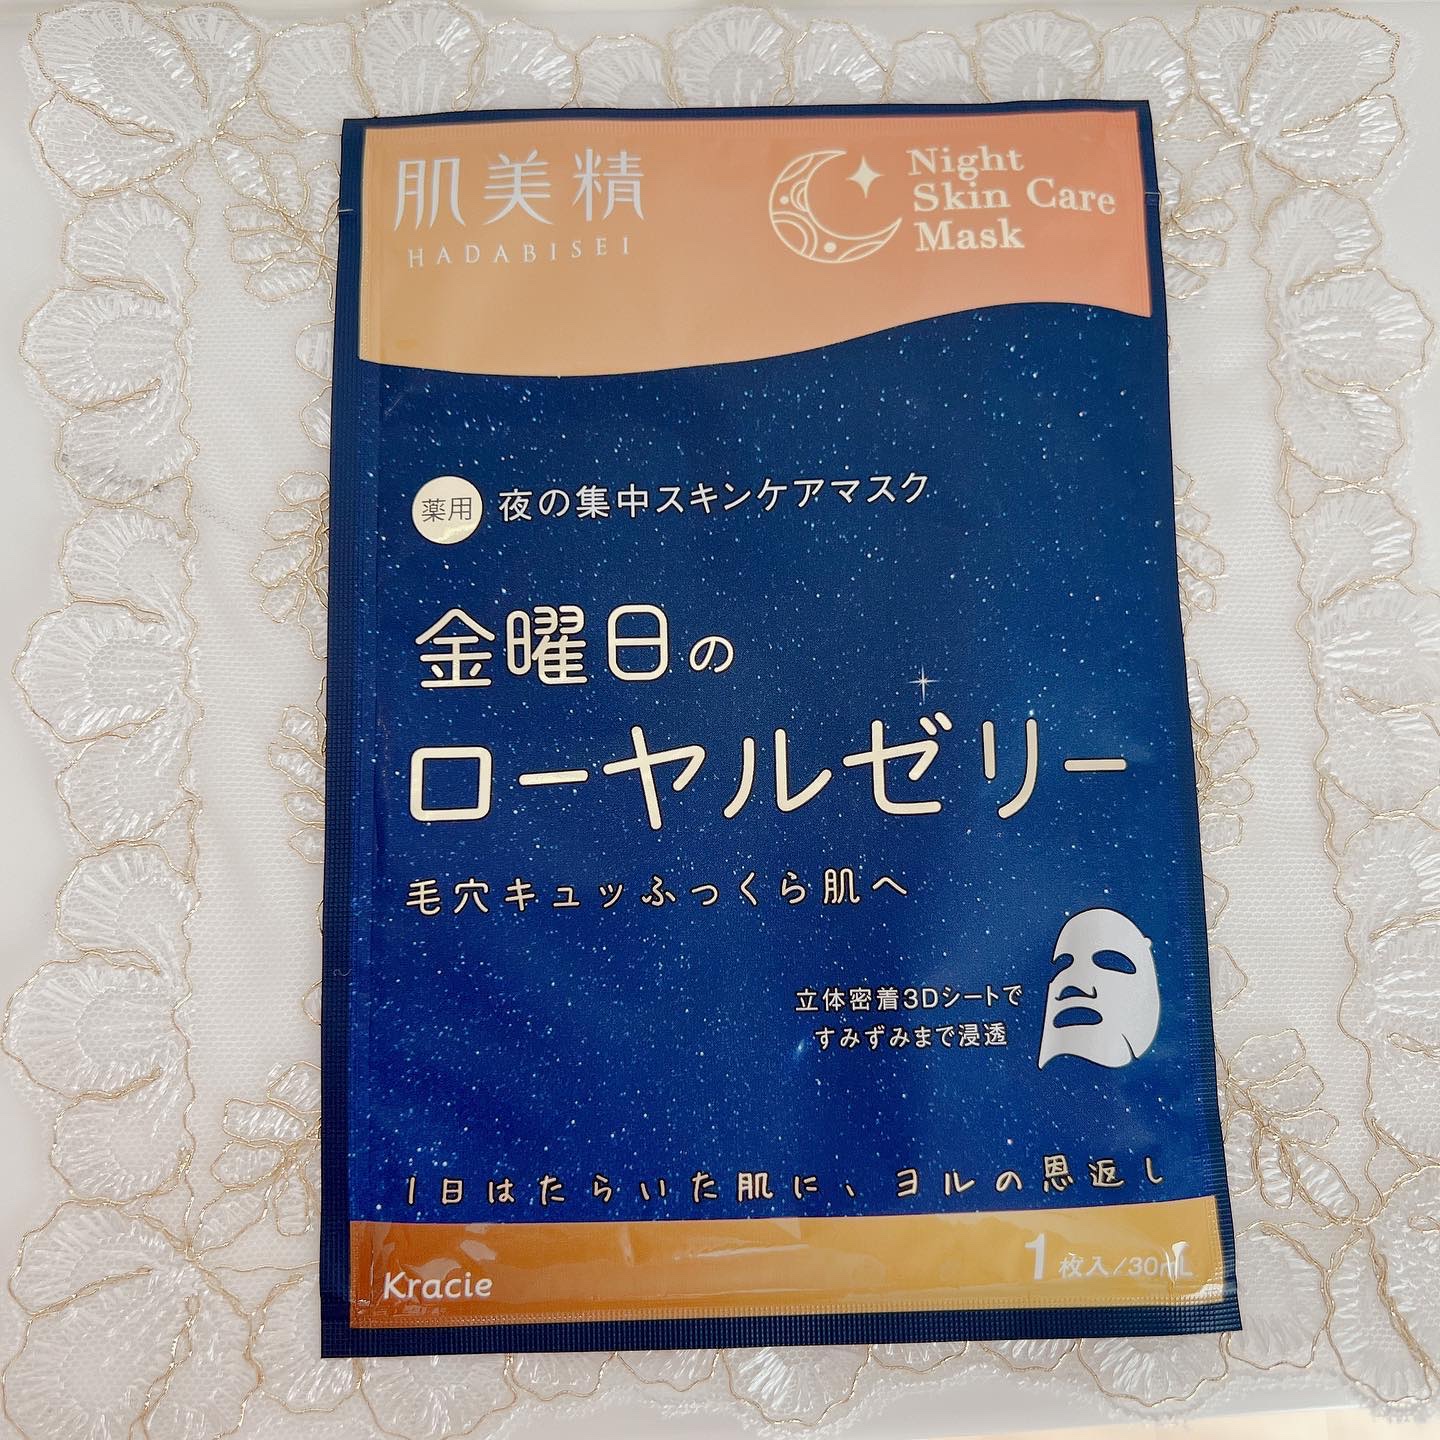 肌美精
HADABISEI
Night
Skin Care
Mask
薬用 夜の集中スキンケアマスク
金曜日の
ローヤルゼリー
毛穴キュッふっくら肌へ
立体密着3Dシートで
すみずみまで浸透
1日はたらいた肌に、ヨルの恩返し
Kracie
1枚入/30mL